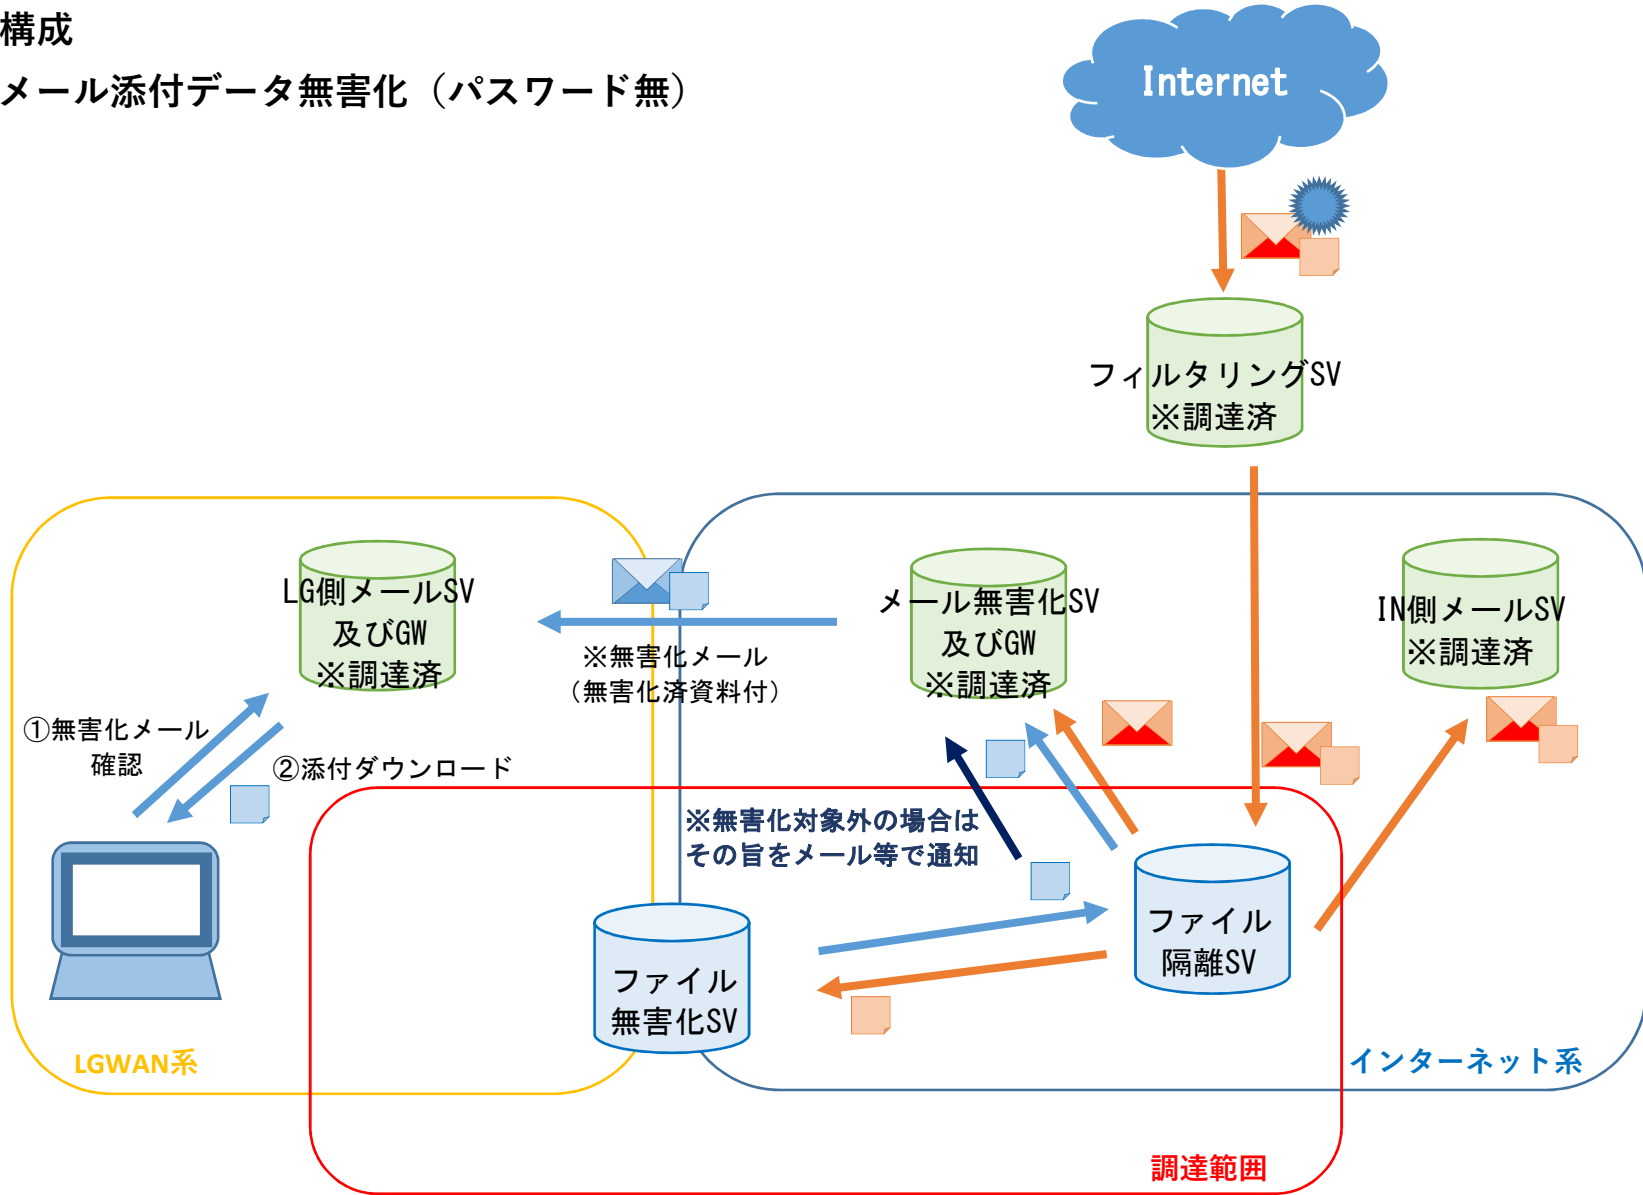 構成
メール添付データ無害化（パスワード無）
Internet
フィルタリングSV
※調達済
LG側メールSV
及びGW
※調達済
※無害化メール
（無害化済資料付）
メール無害化SV
及びGW
※調達済
IN側メールSV
※調達済
①無害化メール
確認
②添付ダウンロード
※無害化対象外の場合は
その旨をメール等で通知
ファイル
隔離SV
ファイル
無害化SV
LGWAN系
インターネット系
調達範囲